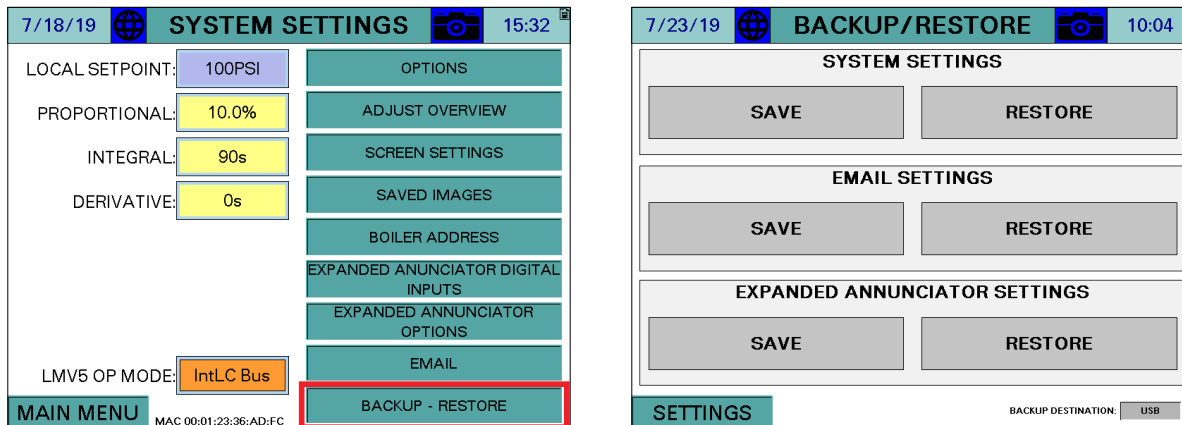 7/18/19 SYSTEM SETTINGS 15:32
LOCAL SETPOINT: 100PSI
PROPORTIONAL: 10.0%
INTEGRAL: 90s
DERIVATIVE: 0s
LMV5 OP MODE: IntLC Bus
OPTIONS
ADJUST OVERVIEW
SCREEN SETTINGS
SAVED IMAGES
BOILER ADDRESS
EXPANDED ANUNCIATOR DIGITAL
INPUTS
EXPANDED ANNUNCIATOR
OPTIONS
EMAIL
BACKUP - RESTORE
MAIN MENU MAC 00:01:23:36:AD:FC
7/23/19 BACKUP/RESTORE 10:04
SYSTEM SETTINGS
SAVE RESTORE
EMAIL SETTINGS
SAVE RESTORE
EXPANDED ANNUNCIATOR SETTINGS
SAVE RESTORE
SETTINGS BACKUP DESTINATION: USB